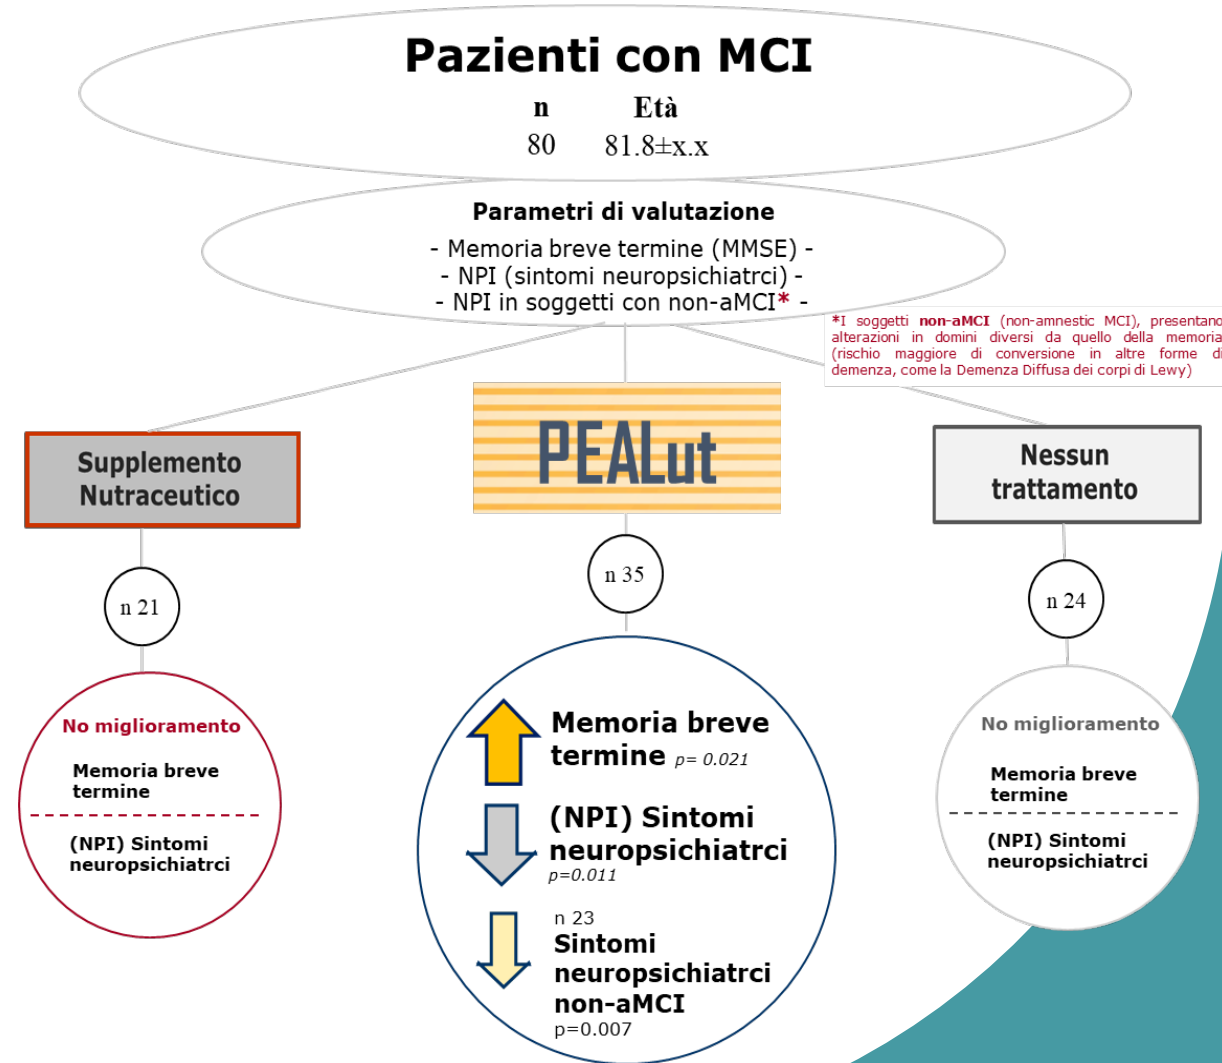 Pazienti con MCI
n Età
80 81.8±x.x
Parametri di valutazione
- Memoria breve termine (MMSE) -
- NPI (sintomi neuropsichiatrci) -
- NPI in soggetti con non-aMCI* -
*I soggetti non-aMCI (non-amnestic MCI), presentano
alterazioni in domini diversi da quello della memoria
(rischio maggiore di conversione in altre forme di
demenza, come la Demenza Diffusa dei corpi di Lewy)
Supplemento
Nutraceutico
n 21
No miglioramento
Memoria breve
termine
(NPI) Sintomi
neuropsichiatrci
PEALut
n 35
Memoria breve
termine p= 0.021
(NPI) Sintomi
neuropsichiatrci
p=0.011
n 23
Sintomi
neuropsichiatrci
non-aMCI
p=0.007
Nessun
trattamento
n 24
No miglioramento
Memoria breve
termine
(NPI) Sintomi
neuropsichiatrci